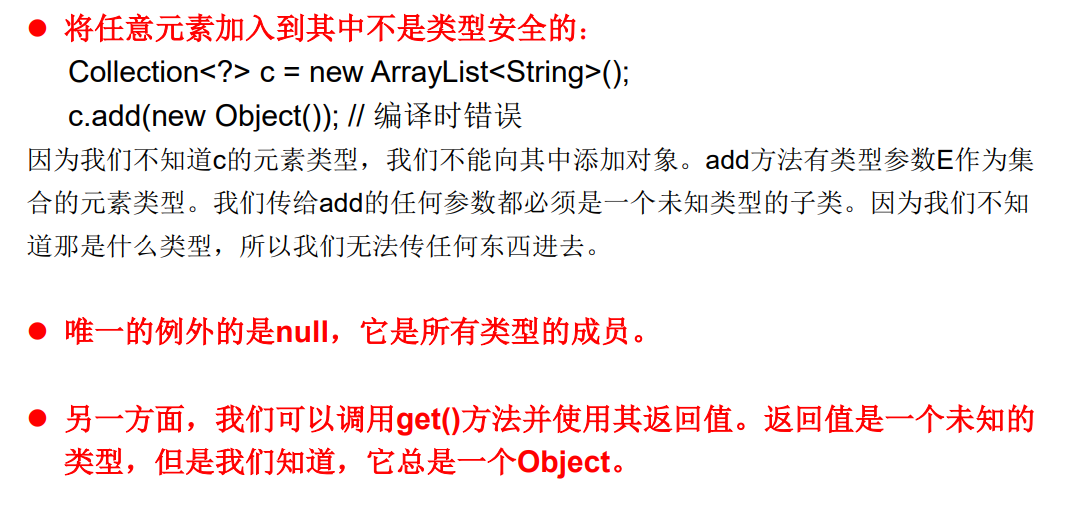 ● 将任意元素加入到其中不是类型安全的：
Collection<?> c = new ArrayList<String>();
c.add(new Object()); // 编译时错误
因为我们不知道c的元素类型，我们不能向其中添加对象。add方法有类型参数E作为集
合的元素类型。我们传给add的任何参数都必须是一个未知类型的子类。因为我们不知
道那是什么类型，所以我们无法传任何东西进去。
● 唯一的例外的是null，它是所有类型的成员。
● 另一方面，我们可以调用get()方法并使用其返回值。返回值是一个未知的
类型，但是我们知道，它总是一个Object。